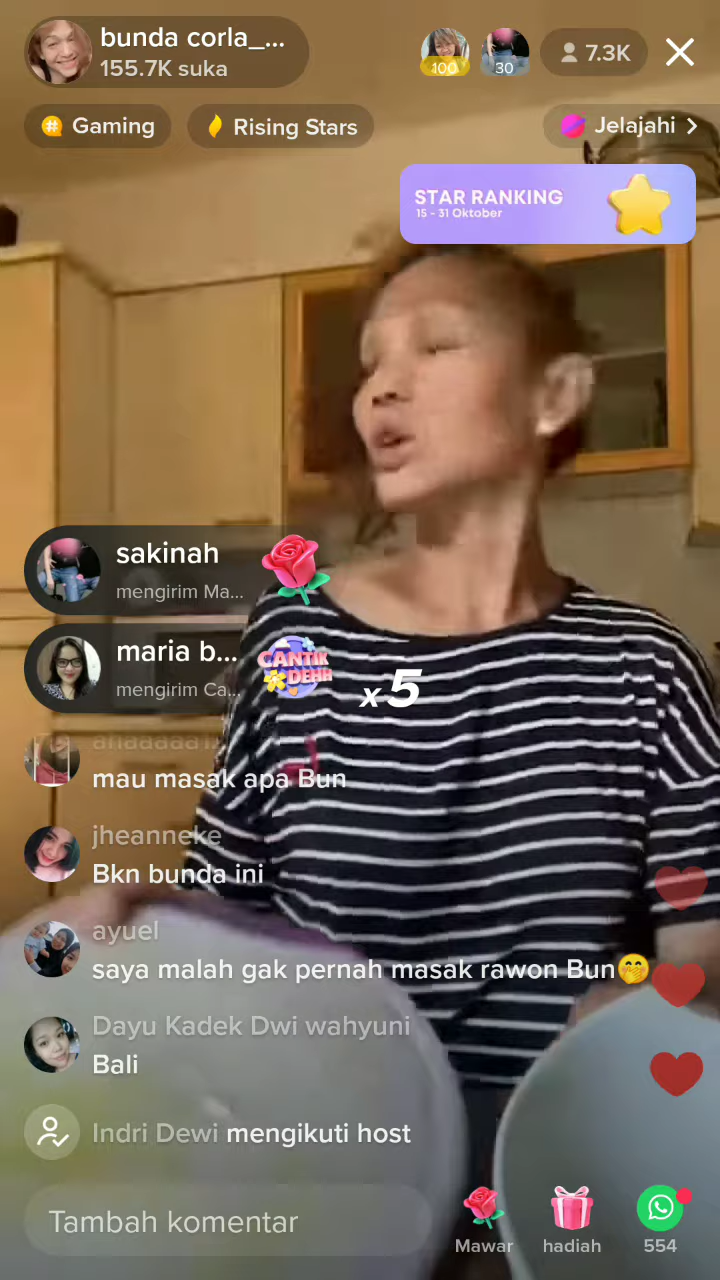 bunda corla_...
155.7K suka
100
30
7.3K
Gaming
Rising Stars
Jelajahi
STAR RANKING
15 - 31 Oktober
sakinah
mengirim Ma...
maria b...
mengirim Ca...
CANTIK
DEHH
x5
mau masak apa Bun
jheanneke
Bkn bunda ini
ayuel
saya malah gak pernah masak rawon Bun🤭
Dayu Kadek Dwi wahyuni
Bali
Indri Dewi mengikuti host
Tambah komentar
Mawar
hadiah
554